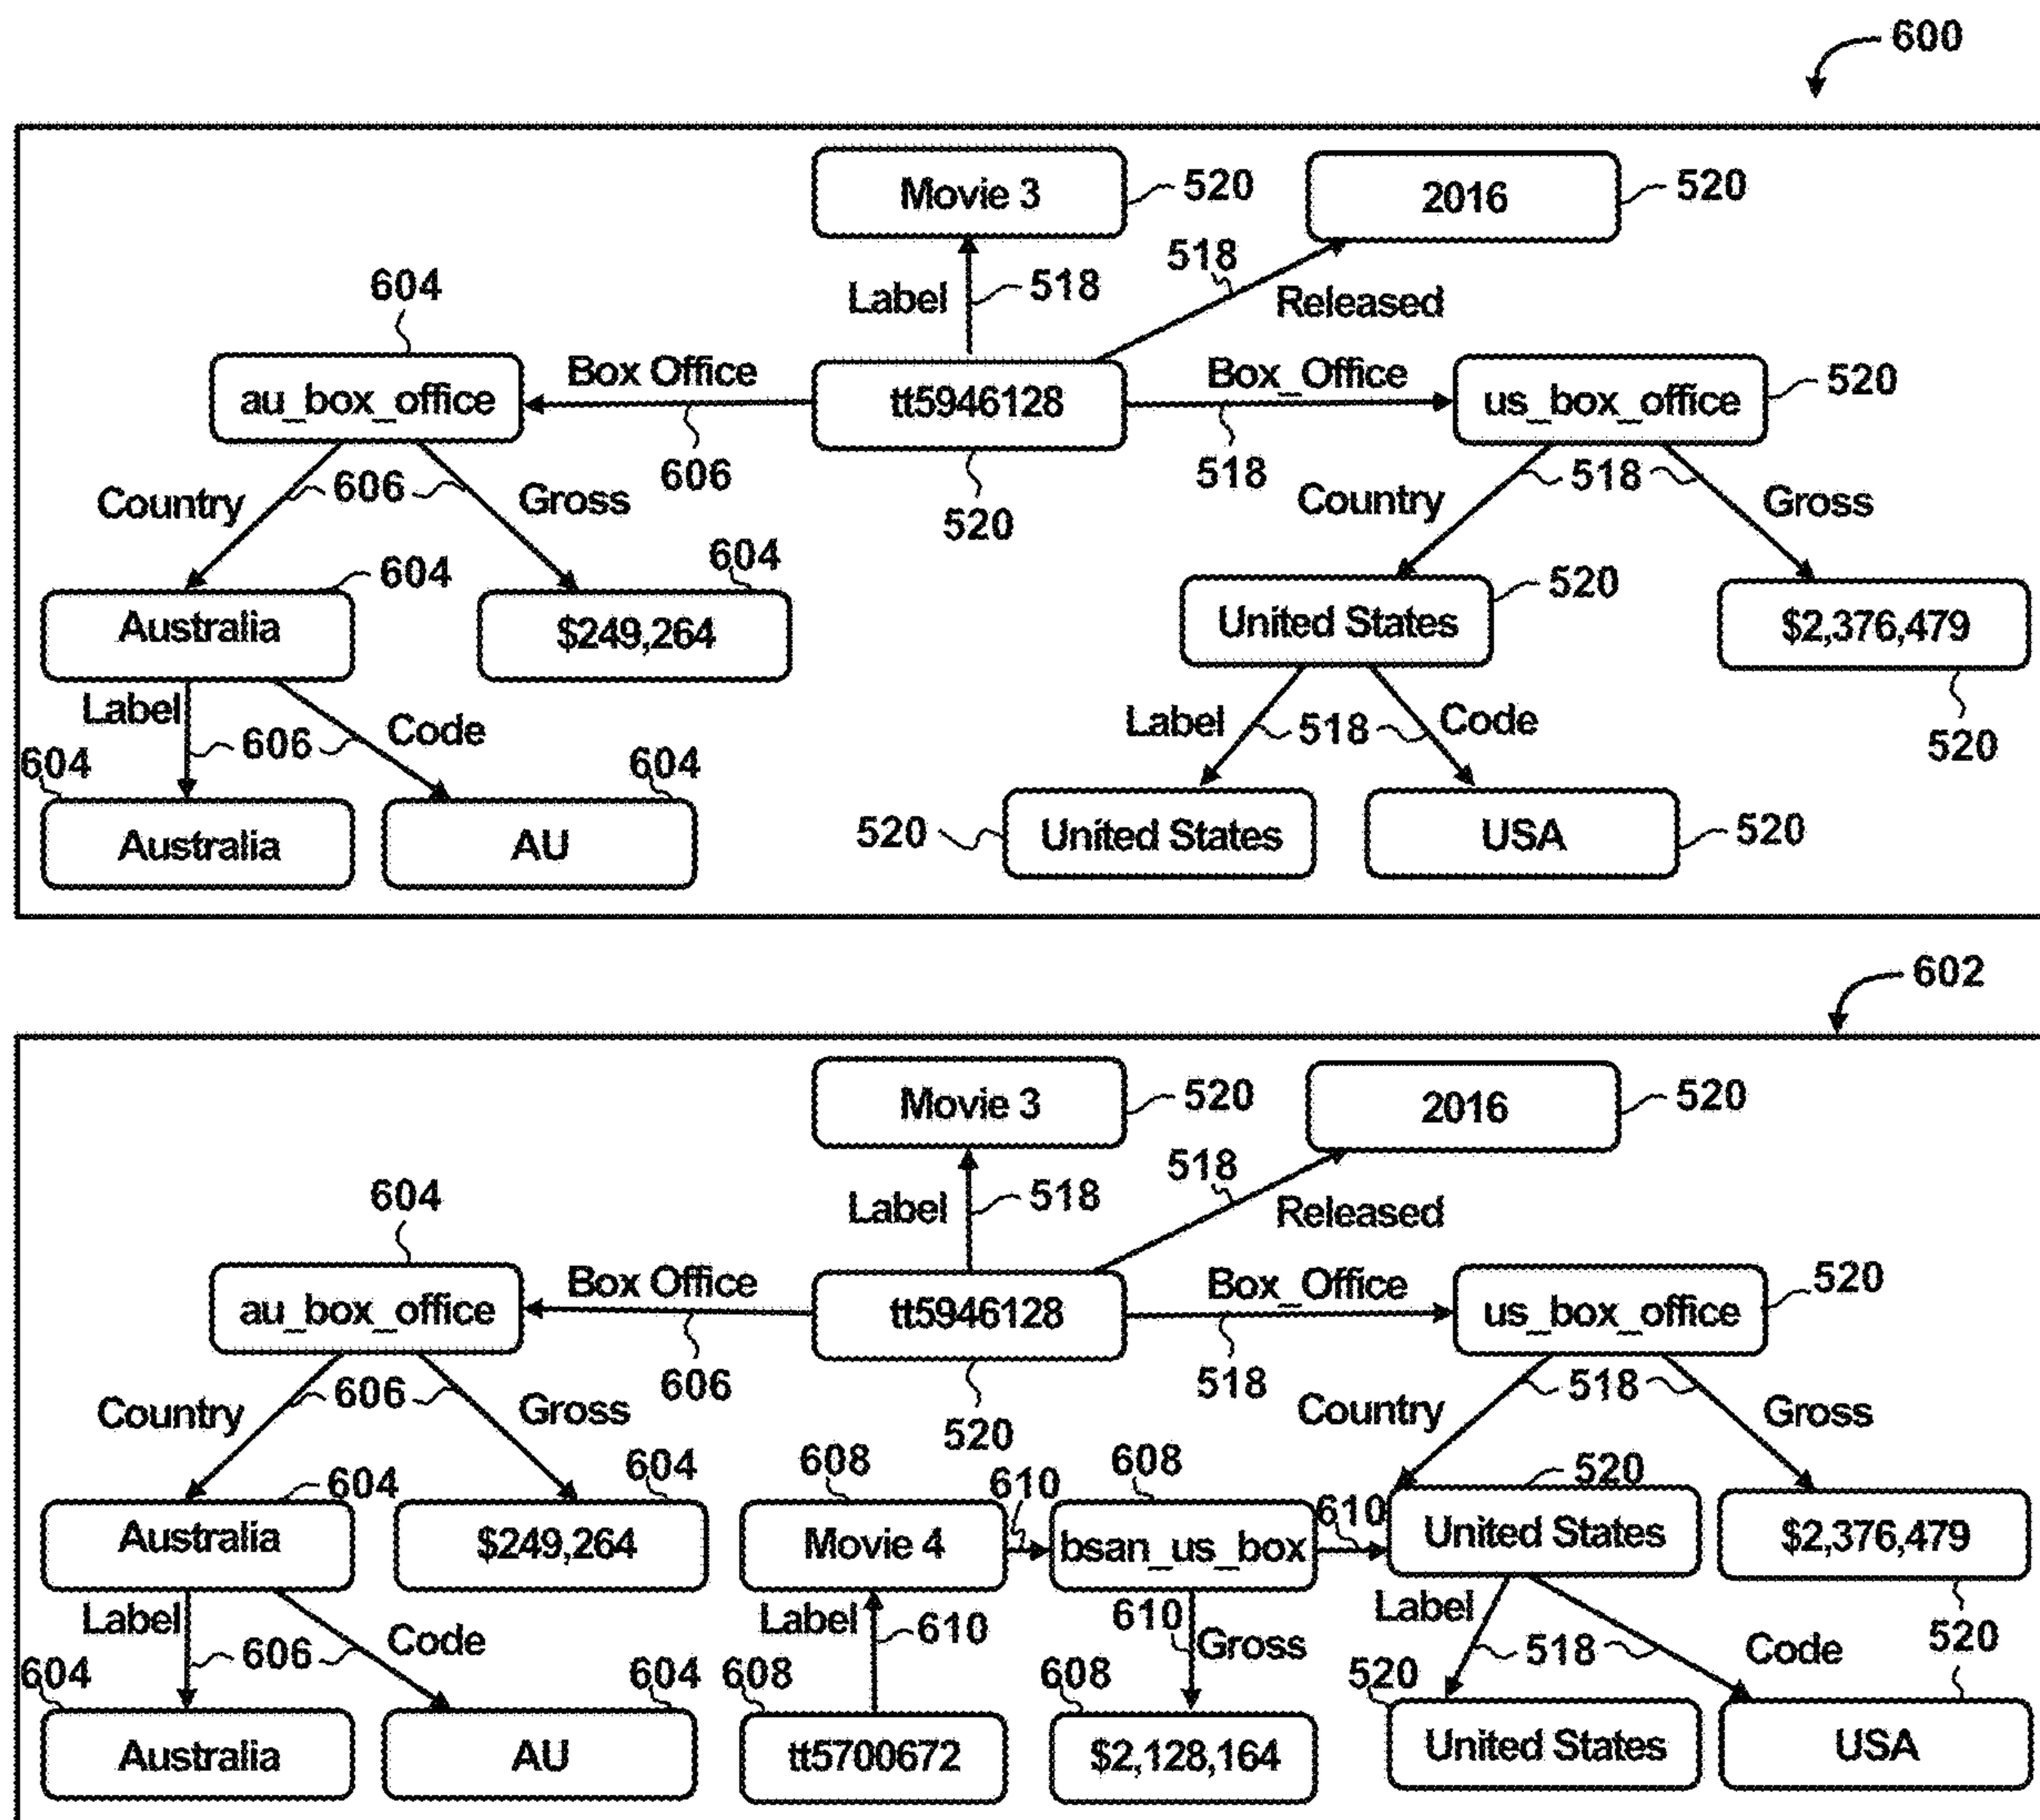 600
Movie 3 520 2016 520
604 Label 518 518 Released
au_box_office Box Office tt5946128 Box_Office us_box_office 520
Country 606 Gross 606 520 518 Country 518 Gross
Australia 604 $249,264 604 United States 520 $2,376,479
Label 606 Code Label 518 Code 520
604 Australia AU 604 520 United States USA 520
602
Movie 3 520 2016 520
604 Label 518 518 Released
au_box_office Box Office tt5946128 Box_Office us_box_office 520
Country 606 Gross 606 520 518 Country 518 Gross
608 610 608 520
Australia 604 $249,264 604 Movie 4 bsan_us_box 610 United States $2,376,479
Label 606 Code Label 610 610 Gross Label 518 Code 520
604 604 608 608 520
Australia AU tt5700672 $2,128,164 United States USA